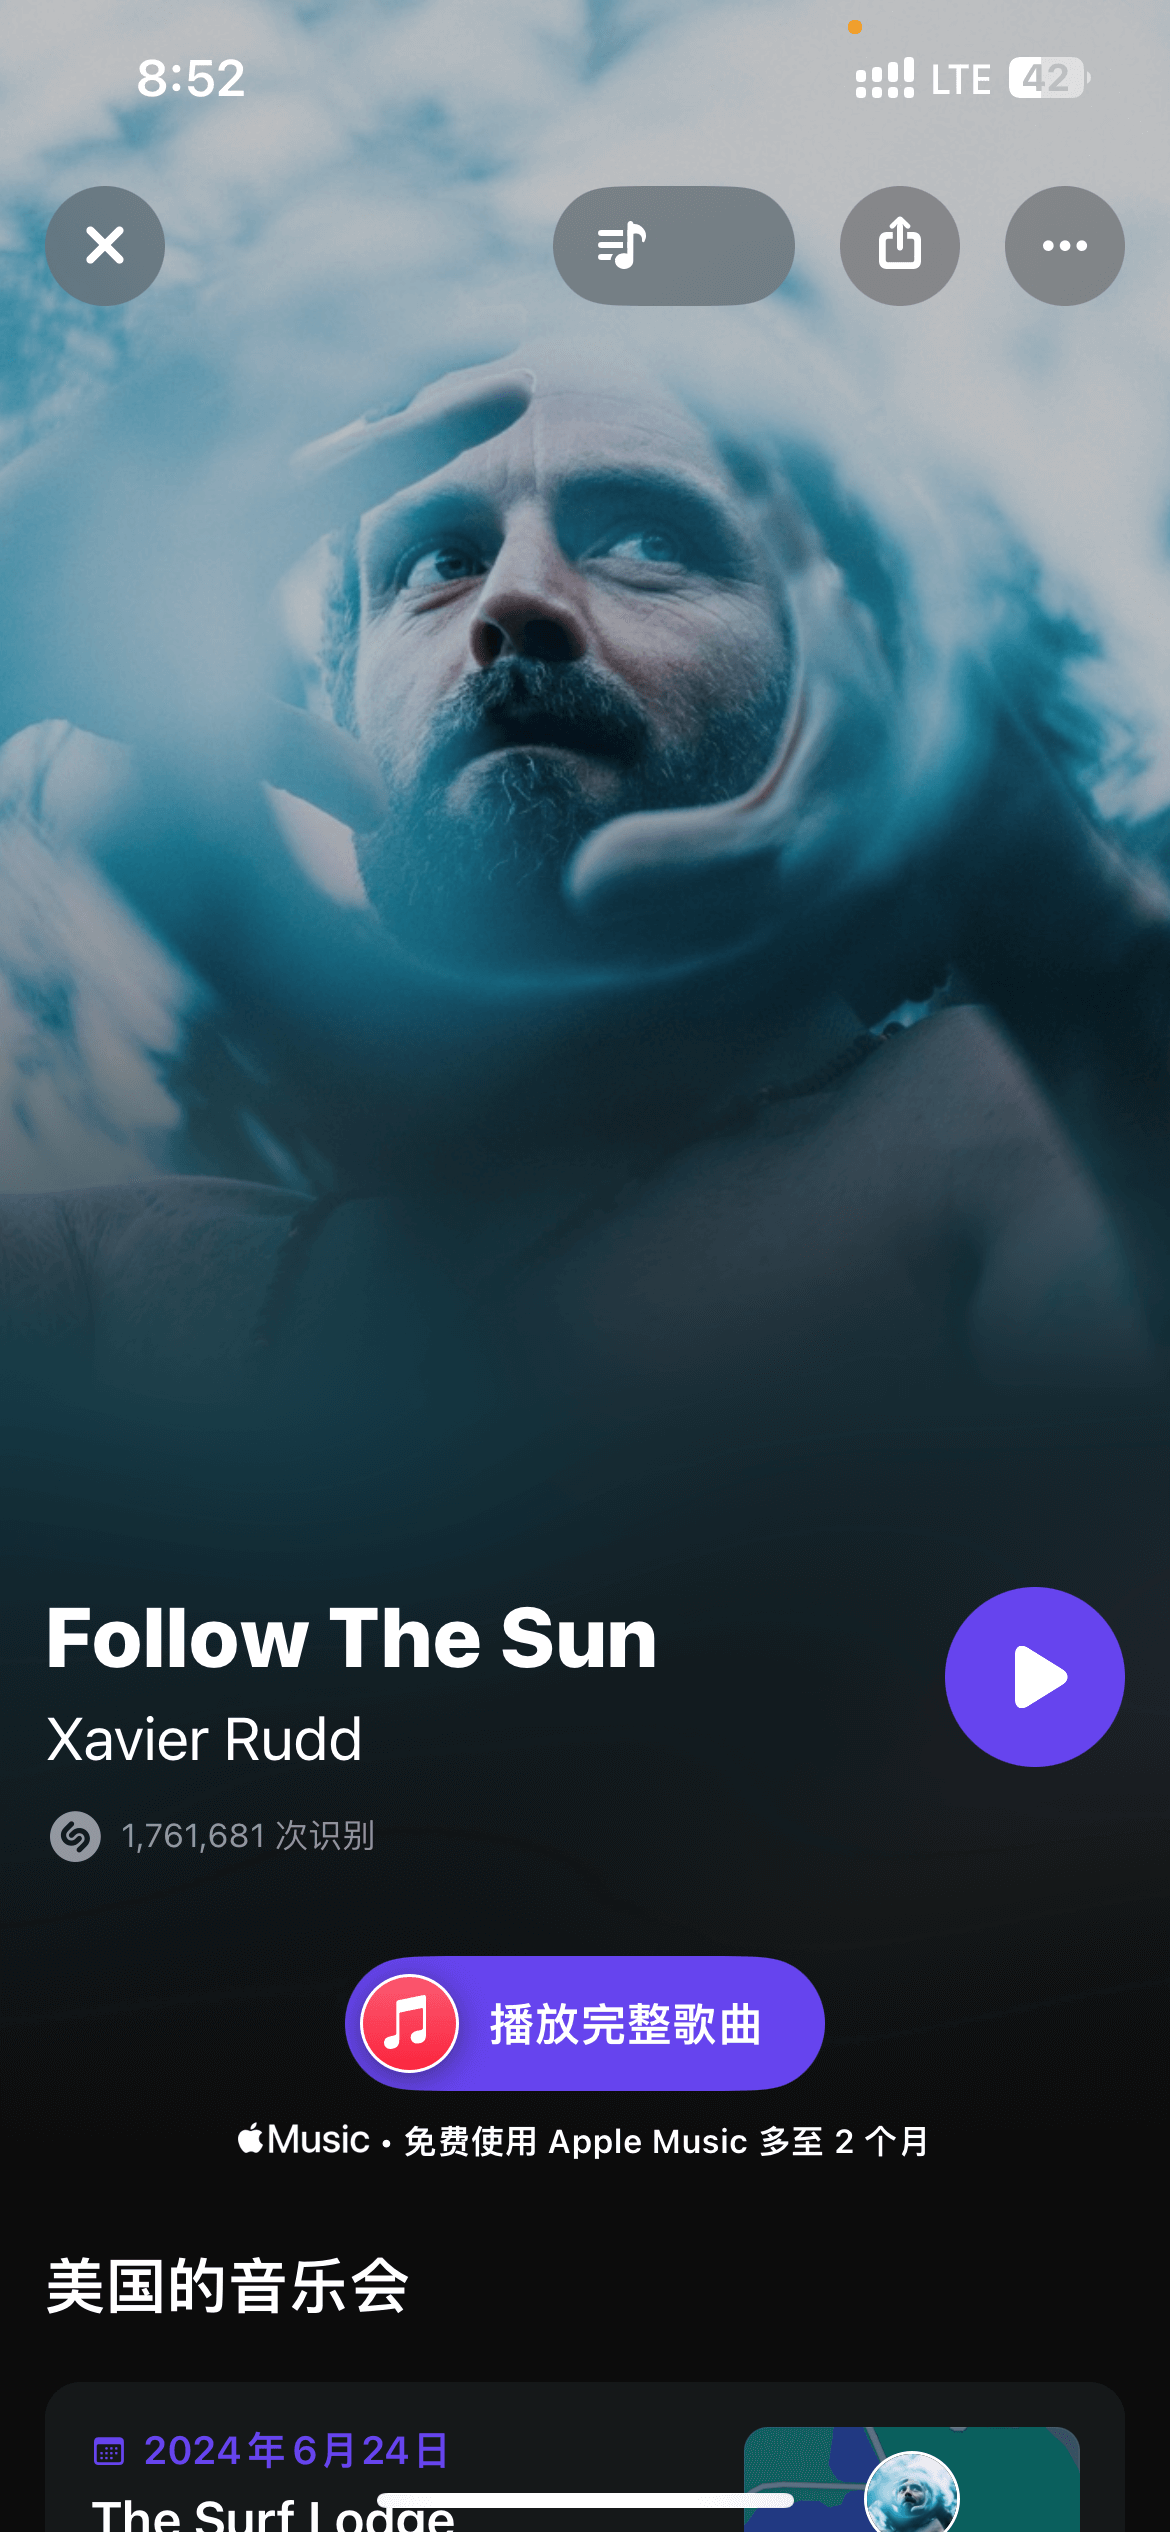 8:52
LTE 42
Follow The Sun
Xavier Rudd
1,761,681 次识别
播放完整歌曲
Music • 免费使用 Apple Music 多至 2 个月
美国的音乐会
2024年6月24日
The Surf Lodge